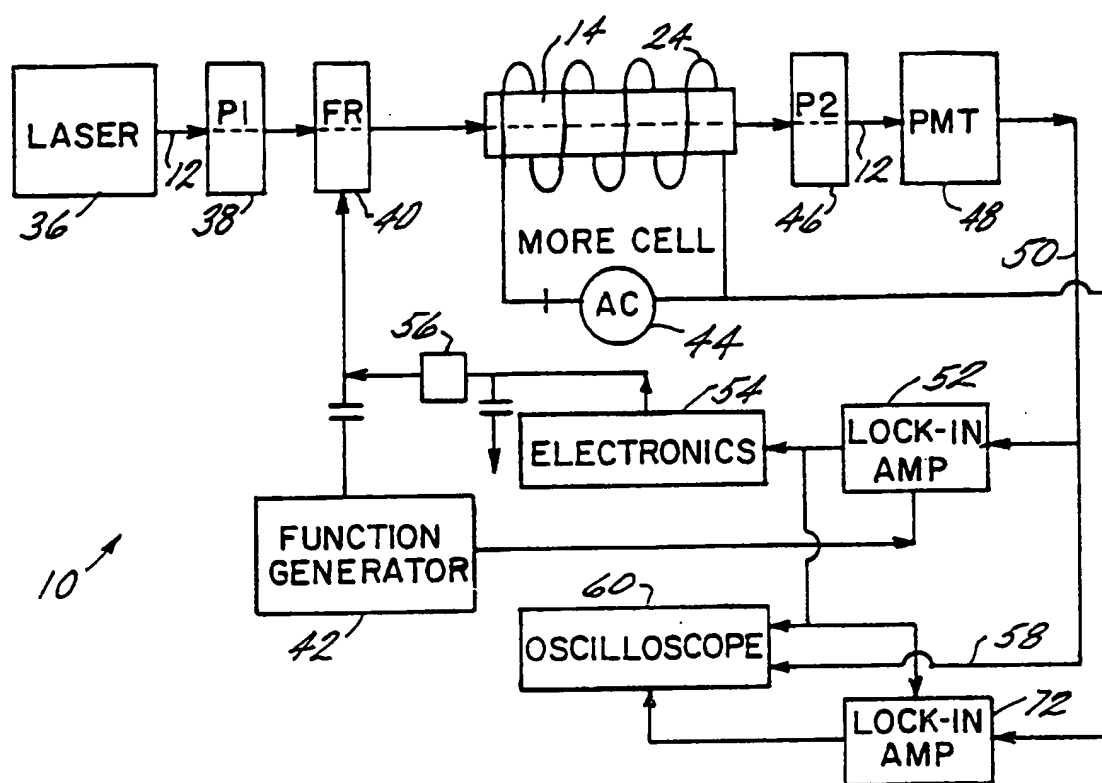 14
24
LASER
P1
FR
P2
PMT
12
12
36
38
40
46
48
MORE CELL
50
AC
44
56
54
52
ELECTRONICS
LOCK-IN
AMP
FUNCTION
GENERATOR
10
42
60
OSCILLOSCOPE
58
LOCK-IN
AMP
72